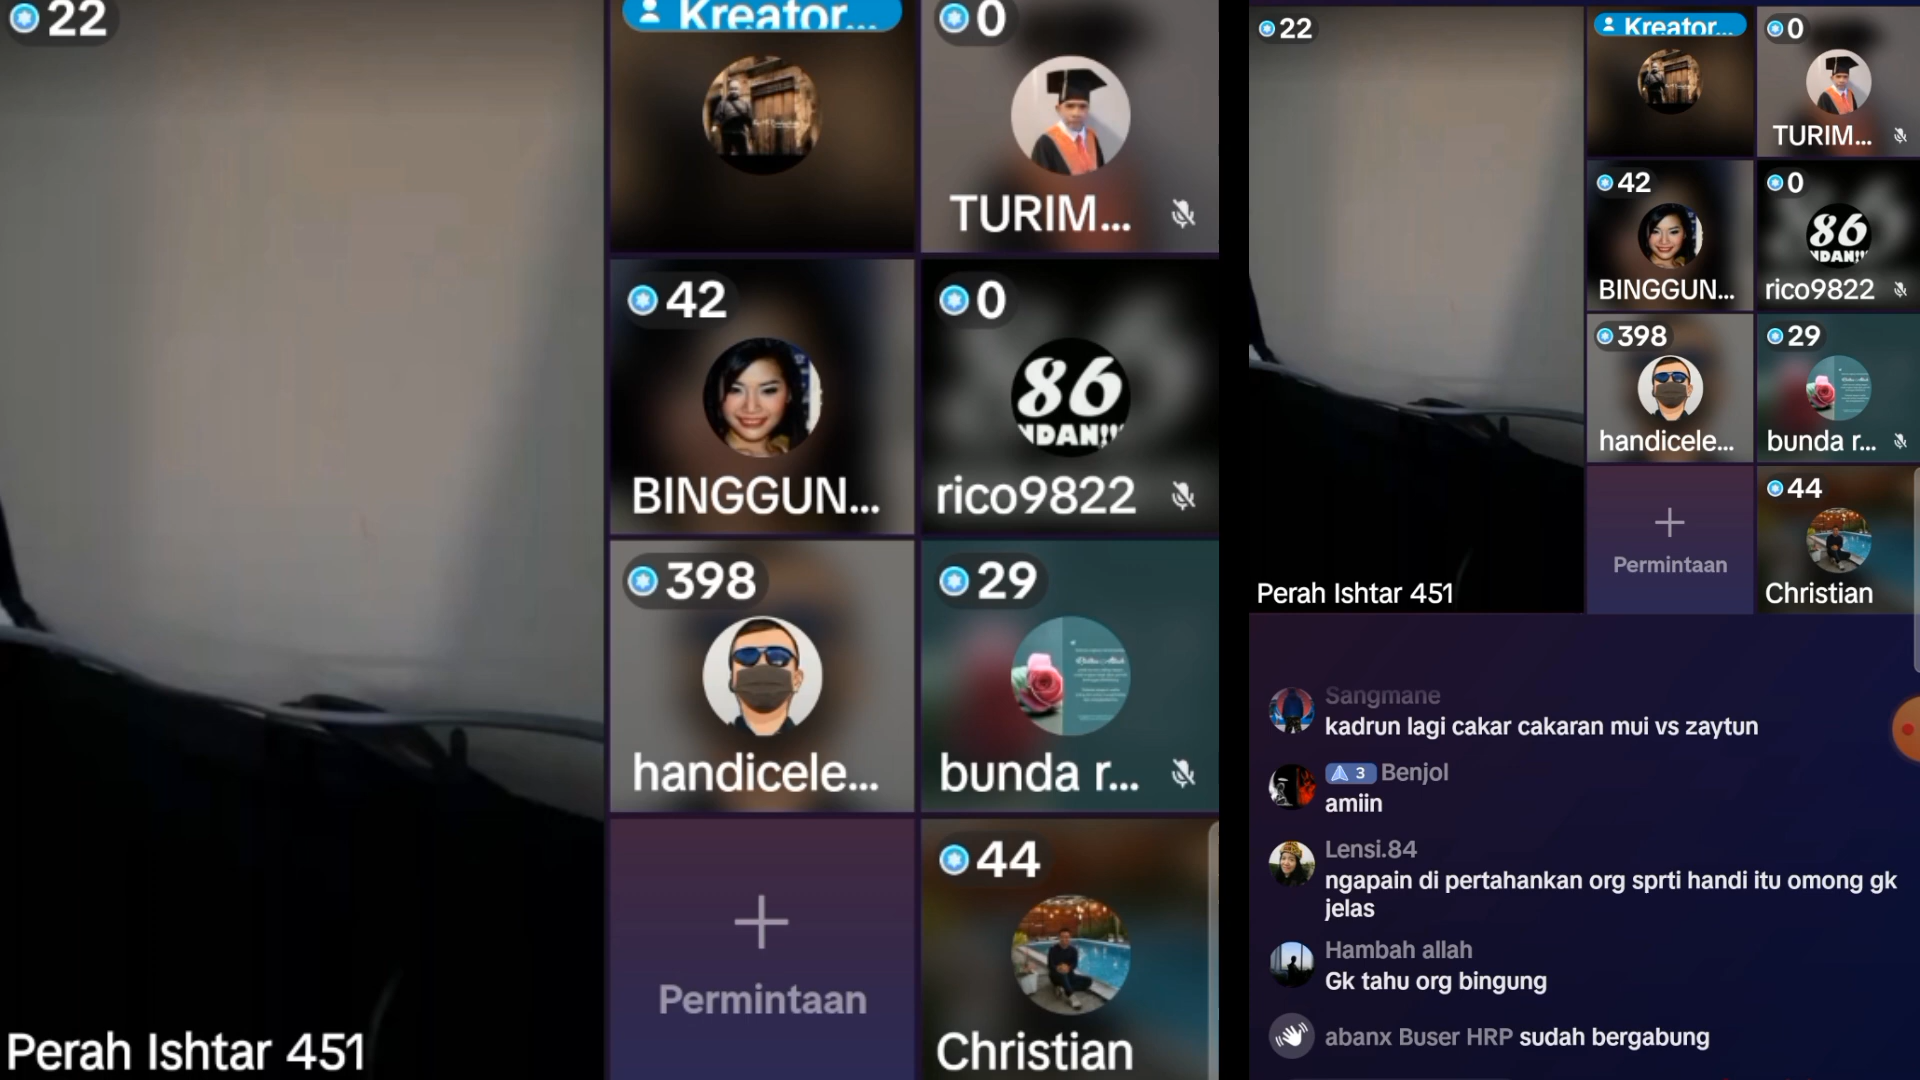 22
Kreator...
0
TURIM...
42
BINGGUN...
0
86
NDAN!!!
rico9822
398
handicele...
29
bunda r...
Permintaan
44
Christian
Perah Ishtar 451
22
Kreator...
0
TURIM...
42
BINGGUN...
0
86
NDAN!!!
rico9822
398
handicele...
29
bunda r...
Permintaan
44
Christian
Perah Ishtar 451
Sangmane
kadrun lagi cakar cakaran mui vs zaytun
3 Benjol
amiin
Lensi.84
ngapain di pertahankan org sprti handi itu omong gk
jelas
Hambah allah
Gk tahu org bingung
abanx Buser HRP sudah bergabung